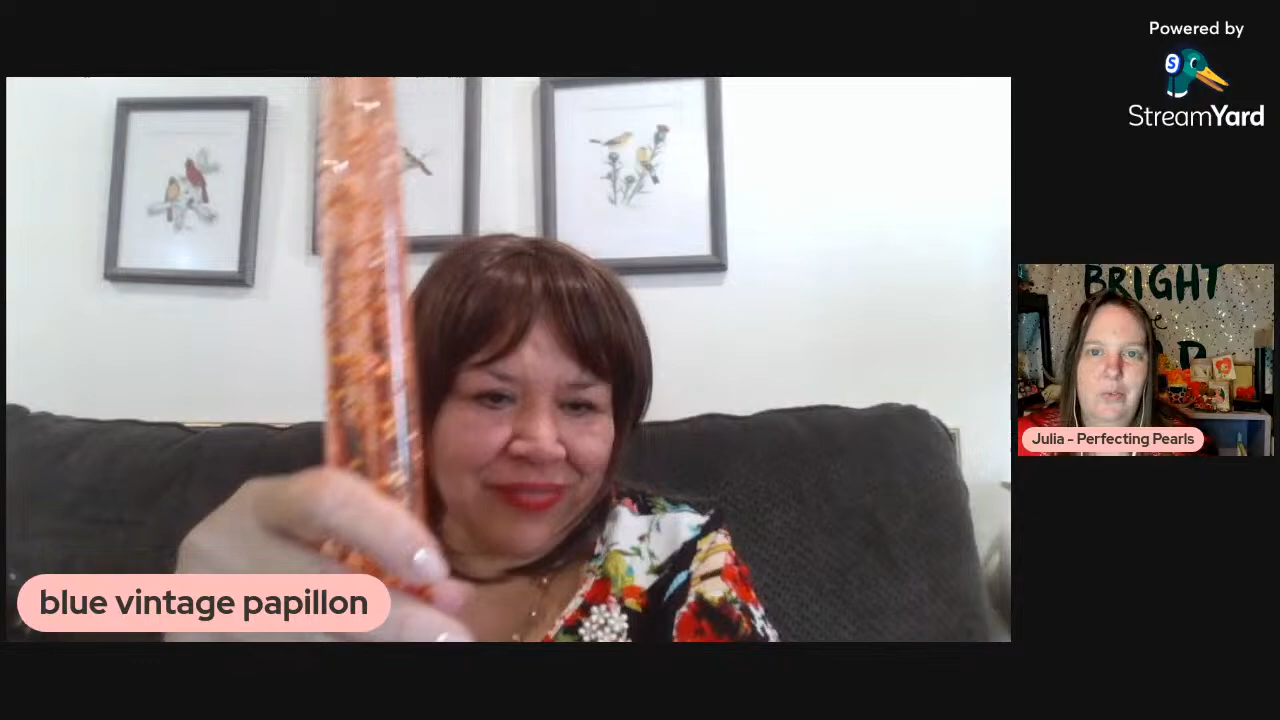 Powered by
S
StreamYard
BRIGHT
Julia - Perfecting Pearls
blue vintage papillon